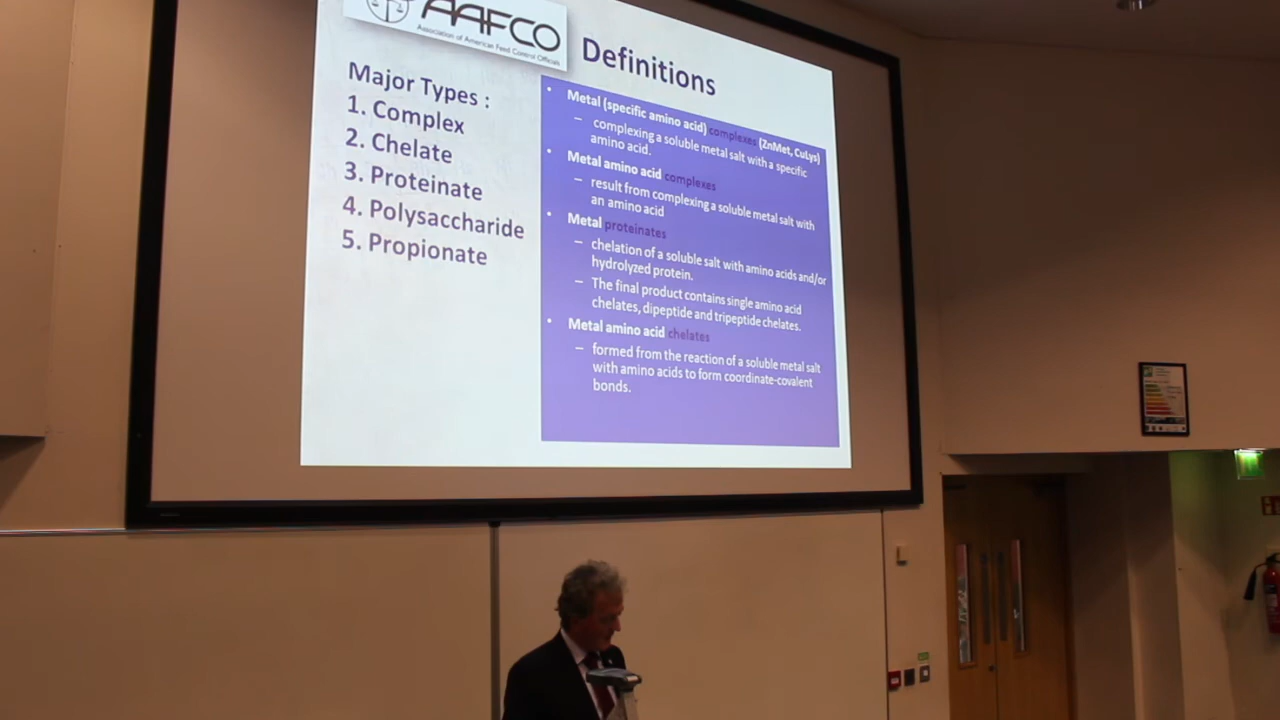 AAFCO
Association of American Feed Control Officials
Definitions
Major Types :
1. Complex
2. Chelate
3. Proteinate
4. Polysaccharide
5. Propionate
• Metal (specific amino acid) complexes (ZnMet, CuLys)
– complexing a soluble metal salt with a specific
amino acid.
• Metal amino acid complexes
– result from complexing a soluble metal salt with
an amino acid
• Metal proteinates
– chelation of a soluble salt with amino acids and/or
hydrolyzed protein.
– The final product contains single amino acid
chelates, dipeptide and tripeptide chelates.
• Metal amino acid chelates
– formed from the reaction of a soluble metal salt
with amino acids to form coordinate-covalent
bonds.